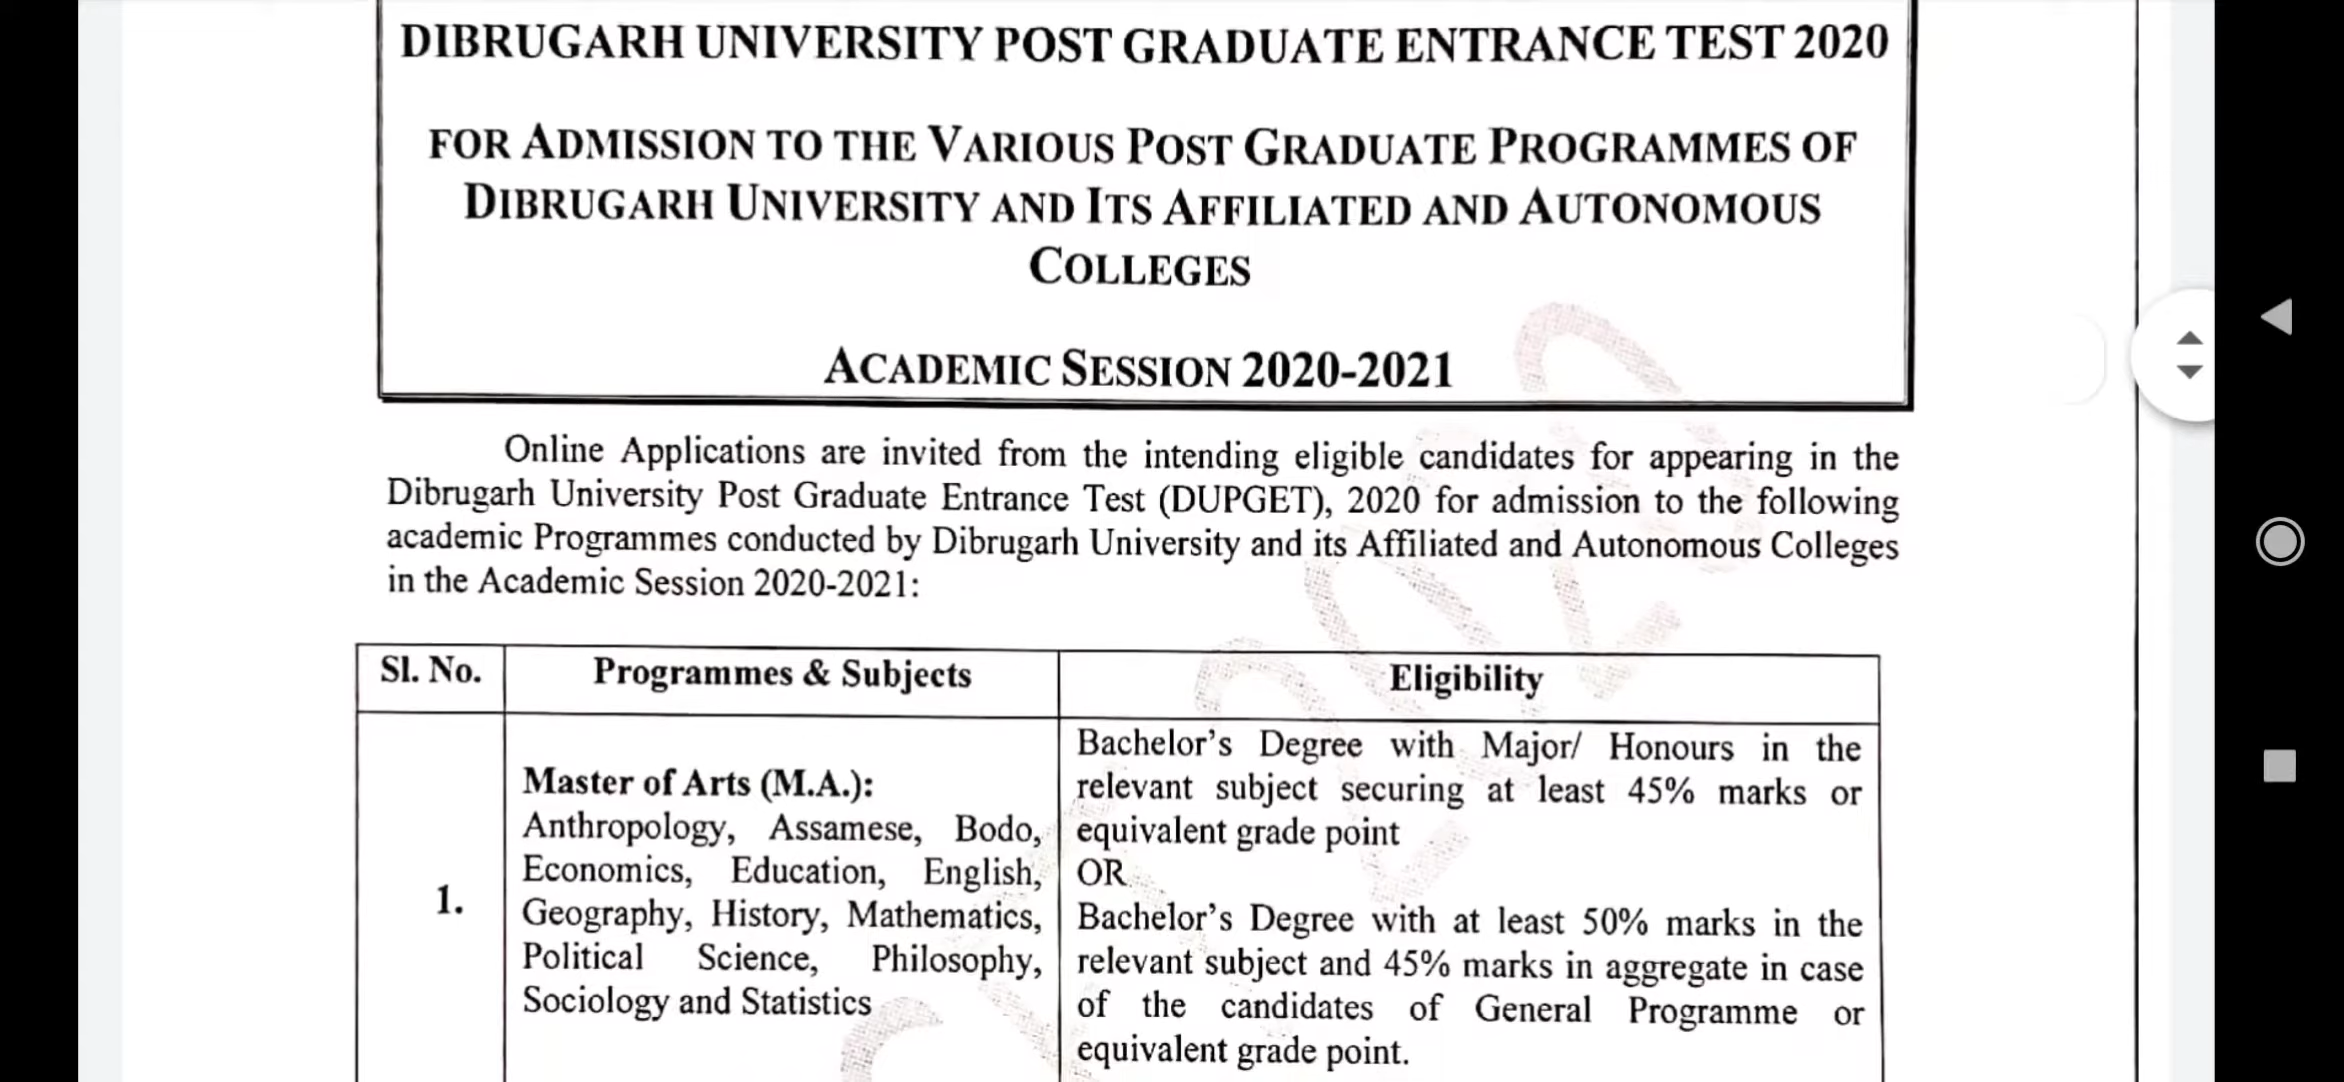 DIBRUGARH UNIVERSITY POST GRADUATE ENTRANCE TEST 2020
FOR ADMISSION TO THE VARIOUS POST GRADUATE PROGRAMMES OF
DIBRUGARH UNIVERSITY AND ITS AFFILIATED AND AUTONOMOUS
COLLEGES
ACADEMIC SESSION 2020-2021
Online Applications are invited from the intending eligible candidates for appearing in the
Dibrugarh University Post Graduate Entrance Test (DUPGET), 2020 for admission to the following
academic Programmes conducted by Dibrugarh University and its Affiliated and Autonomous Colleges
in the Academic Session 2020-2021:
Sl. No.
Programmes & Subjects
Eligibility
1.
Master of Arts (M.A.):
Anthropology, Assamese, Bodo,
Economics, Education, English,
Geography, History, Mathematics,
Political Science, Philosophy,
Sociology and Statistics
Bachelor's Degree with Major/ Honours in the
relevant subject securing at least 45% marks or
equivalent grade point
OR
Bachelor's Degree with at least 50% marks in the
relevant subject and 45% marks in aggregate in case
of the candidates of General Programme or
equivalent grade point.